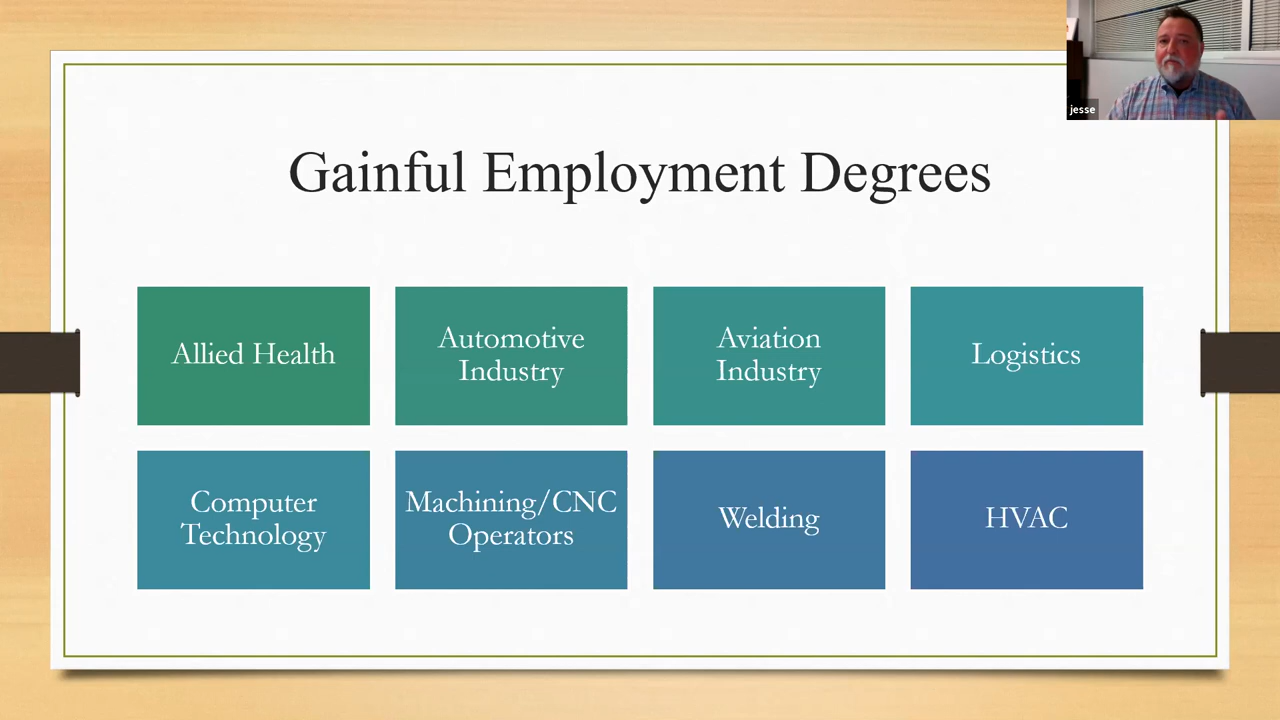 jesse
Gainful Employment Degrees
Allied Health
Automotive
Industry
Aviation
Industry
Logistics
Computer
Technology
Machining/CNC
Operators
Welding
HVAC